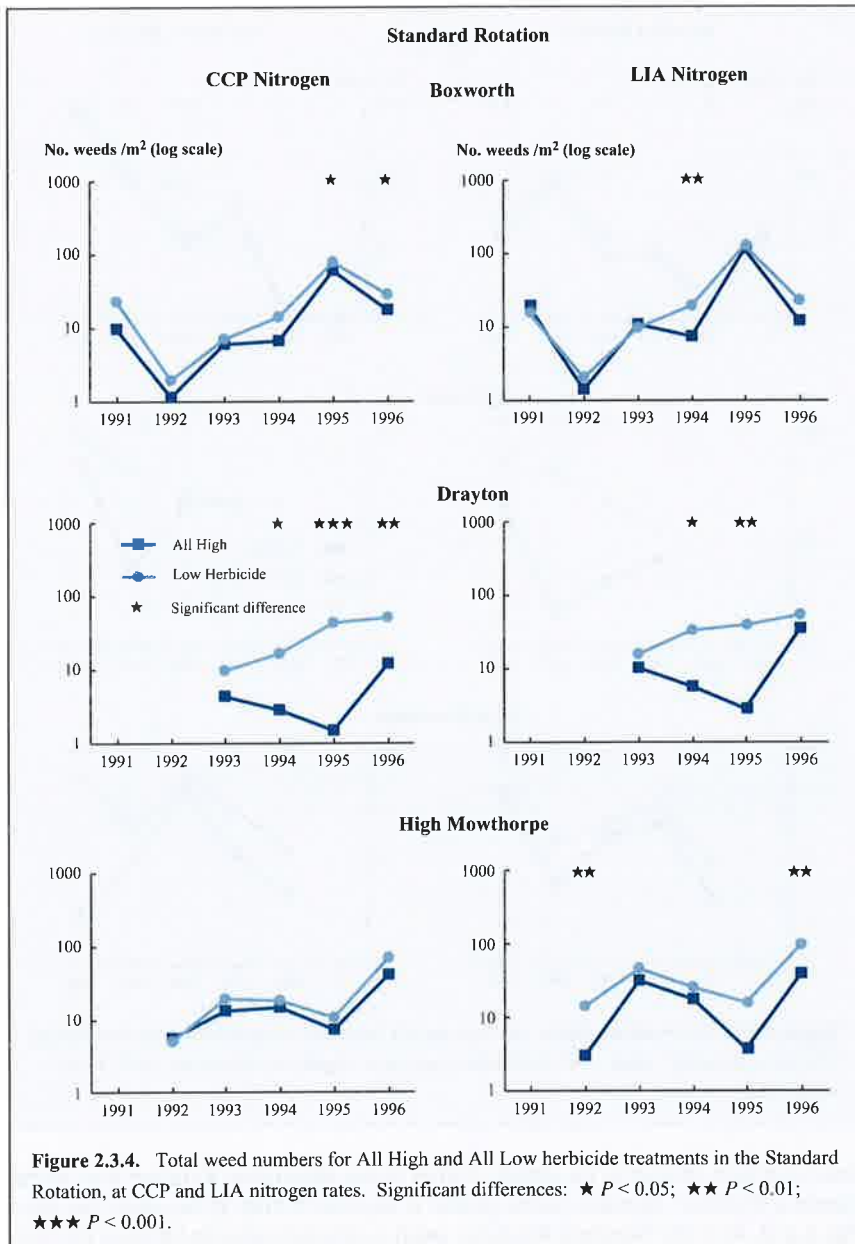 Standard Rotation
CCP Nitrogen
LIA Nitrogen
Boxworth
No. weeds /m² (log scale)
No. weeds /m² (log scale)
1000
100
10
1
★ ★
1991 1992 1993 1994 1995 1996
1000
100
10
1
★★
1991 1992 1993 1994 1995 1996
Drayton
1000
100
10
1
★ ★★★ ★★
All High
Low Herbicide
★ Significant difference
1991 1992 1993 1994 1995 1996
1000
100
10
1
★ ★★
1991 1992 1993 1994 1995 1996
High Mowthorpe
1000
100
10
1
1991 1992 1993 1994 1995 1996
1000
100
10
1
★★ ★★
1991 1992 1993 1994 1995 1996
Figure 2.3.4. Total weed numbers for All High and All Low herbicide treatments in the Standard
Rotation, at CCP and LIA nitrogen rates. Significant differences: ★ P < 0.05; ★★ P < 0.01;
★★★ P < 0.001.